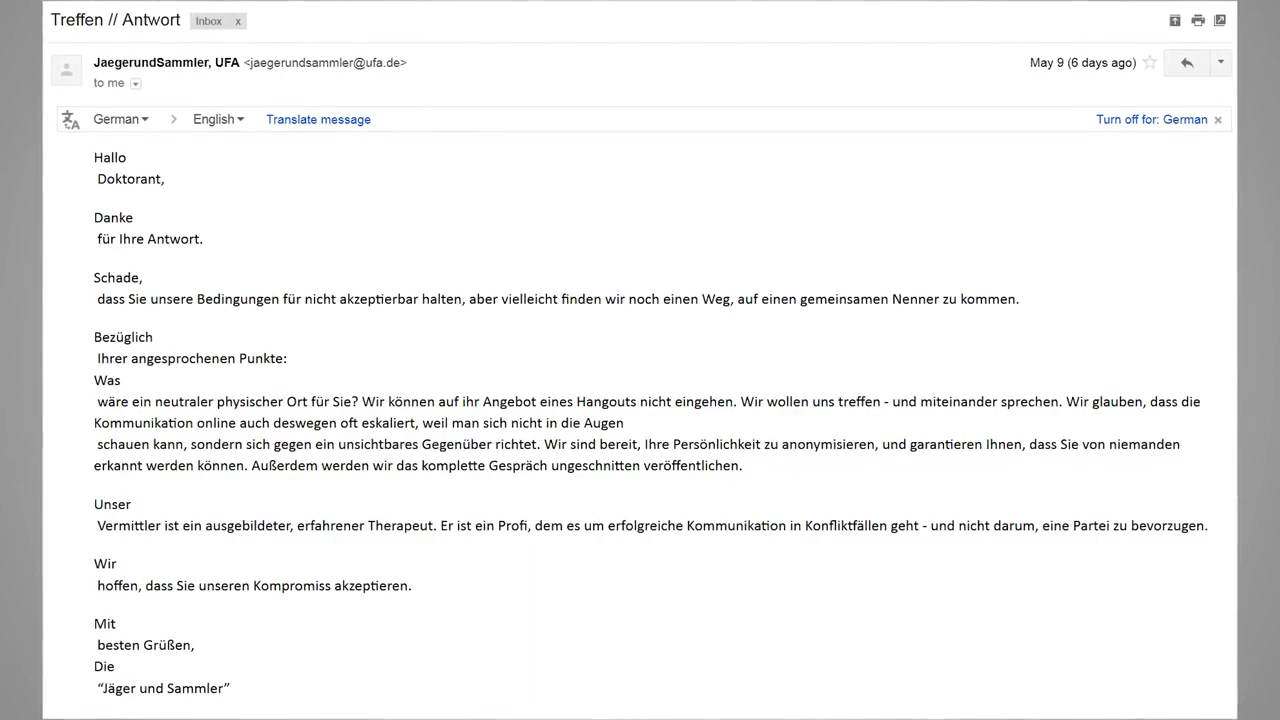 Treffen // Antwort Inbox x
JaegerundSammler, UFA <jaegerundsammler@ufa.de> May 9 (6 days ago)
to me
German English Translate message Turn off for: German x
Hallo
Doktorant,
Danke
für Ihre Antwort.
Schade,
dass Sie unsere Bedingungen für nicht akzeptierbar halten, aber vielleicht finden wir noch einen Weg, auf einen gemeinsamen Nenner zu kommen.
Bezüglich
Ihrer angesprochenen Punkte:
Was
wäre ein neutraler physischer Ort für Sie? Wir können auf ihr Angebot eines Hangouts nicht eingehen. Wir wollen uns treffen - und miteinander sprechen. Wir glauben, dass die
Kommunikation online auch deswegen oft eskaliert, weil man sich nicht in die Augen
schauen kann, sondern sich gegen ein unsichtbares Gegenüber richtet. Wir sind bereit, Ihre Persönlichkeit zu anonymisieren, und garantieren Ihnen, dass Sie von niemanden
erkannt werden können. Außerdem werden wir das komplette Gespräch ungeschnitten veröffentlichen.
Unser
Vermittler ist ein ausgebildeter, erfahrener Therapeut. Er ist ein Profi, dem es um erfolgreiche Kommunikation in Konfliktfällen geht - und nicht darum, eine Partei zu bevorzugen.
Wir
hoffen, dass Sie unseren Kompromiss akzeptieren.
Mit
besten Grüßen,
Die
“Jäger und Sammler”